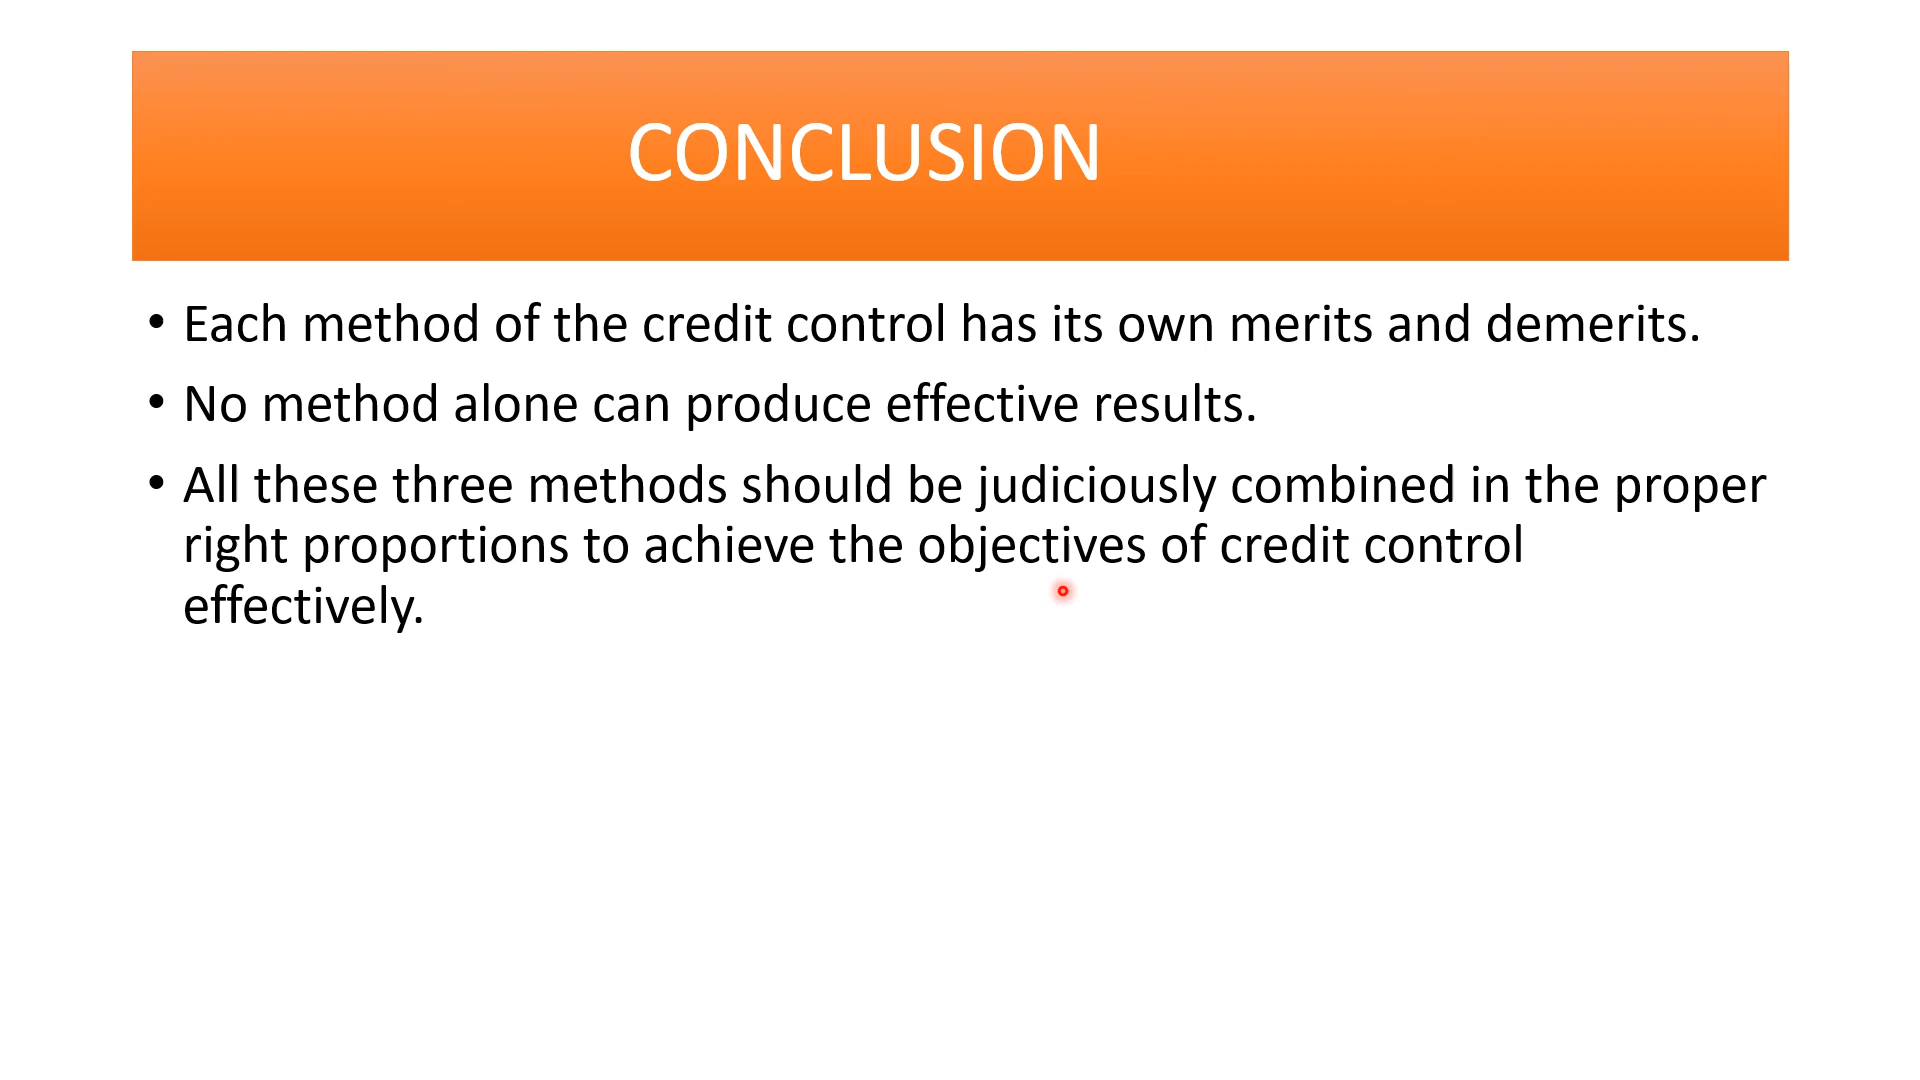 CONCLUSION
• Each method of the credit control has its own merits and demerits.
• No method alone can produce effective results.
• All these three methods should be judiciously combined in the proper
right proportions to achieve the objectives of credit control
effectively.